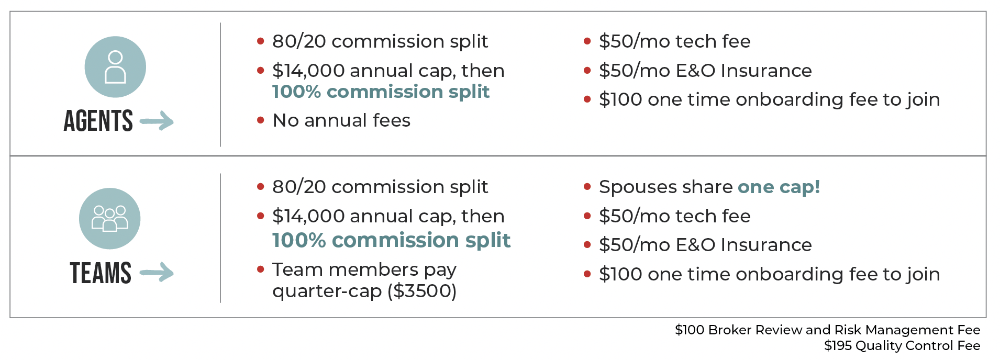 AGENTS
80/20 commission split
$14,000 annual cap, then
100% commission split
No annual fees
$50/mo tech fee
$50/mo E&O Insurance
$100 one time onboarding fee to join
TEAMS
80/20 commission split
$14,000 annual cap, then
100% commission split
Team members pay
quarter-cap ($3500)
Spouses share one cap!
$50/mo tech fee
$50/mo E&O Insurance
$100 one time onboarding fee to join
$100 Broker Review and Risk Management Fee
$195 Quality Control Fee